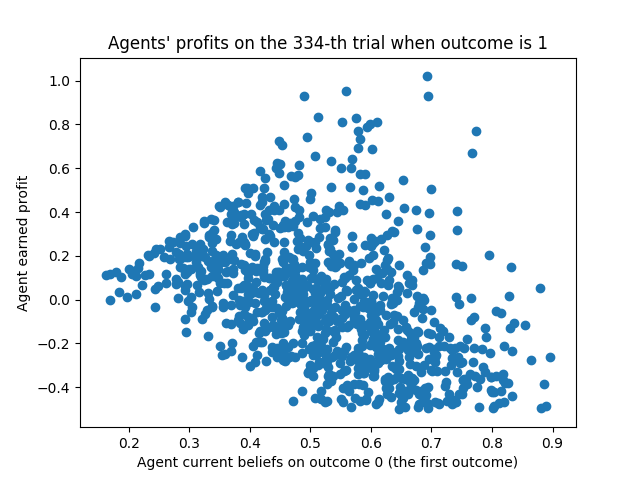 Agents' profits on the 334-th trial when outcome is 1
1.0
0.8
0.6
0.4
0.2
0.0
−0.2
−0.4
Agent earned profit
0.2 0.3 0.4 0.5 0.6 0.7 0.8 0.9
Agent current beliefs on outcome 0 (the first outcome)